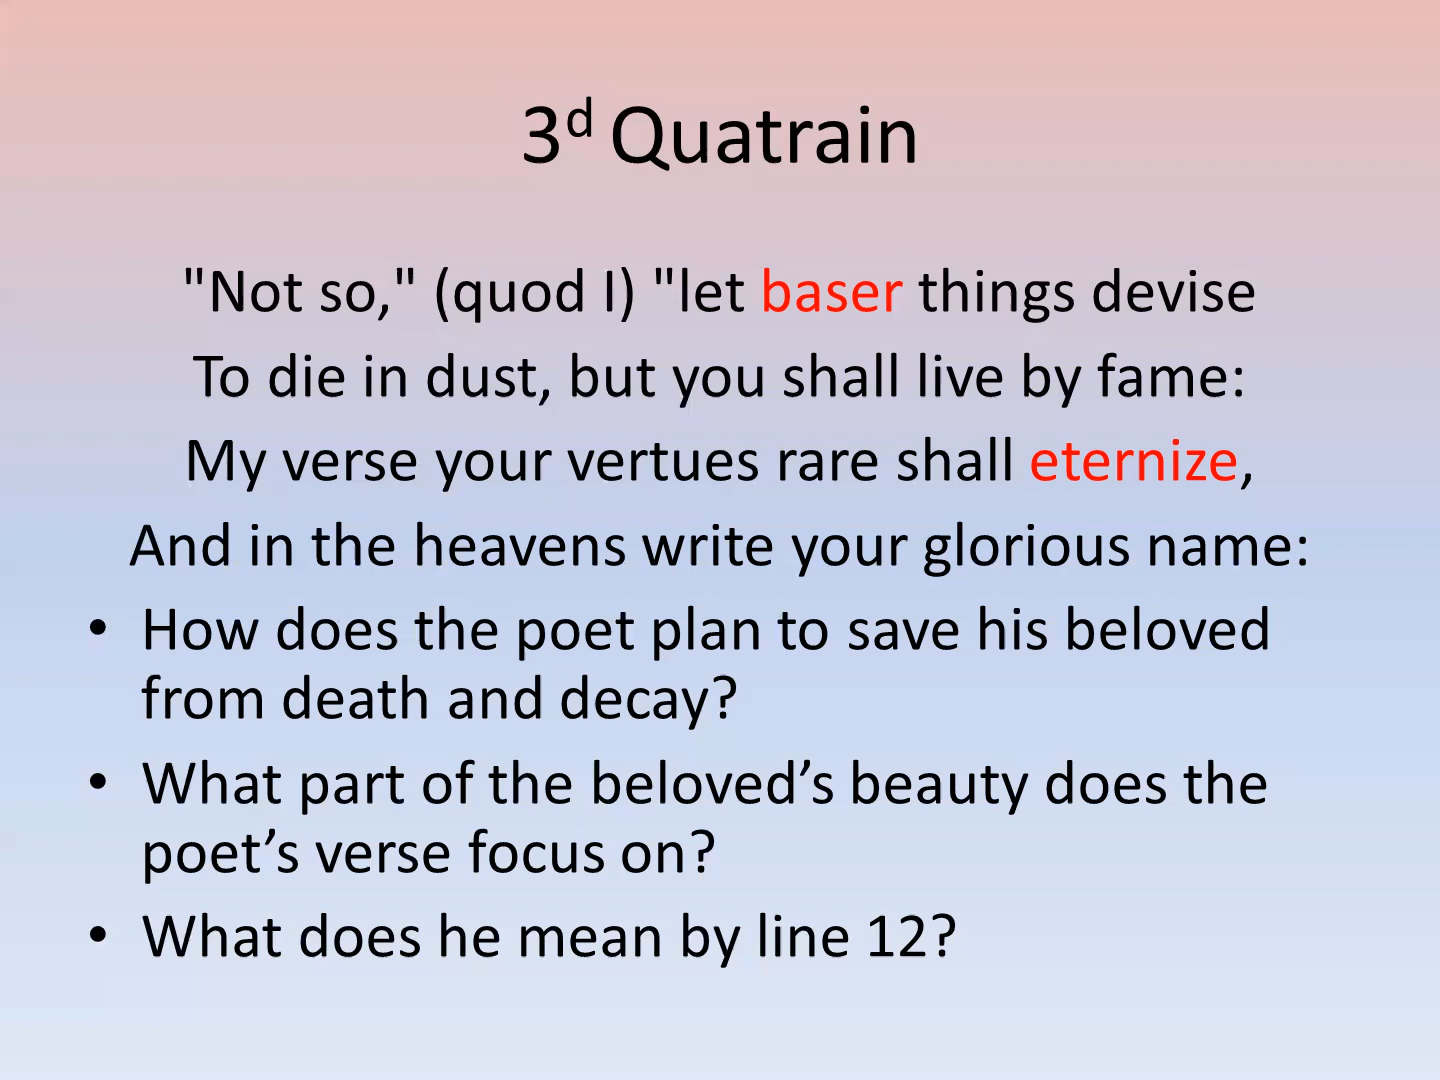 3d Quatrain
"Not so," (quod I) "let baser things devise
To die in dust, but you shall live by fame:
My verse your vertues rare shall eternize,
And in the heavens write your glorious name:
• How does the poet plan to save his beloved
from death and decay?
• What part of the beloved’s beauty does the
poet’s verse focus on?
• What does he mean by line 12?